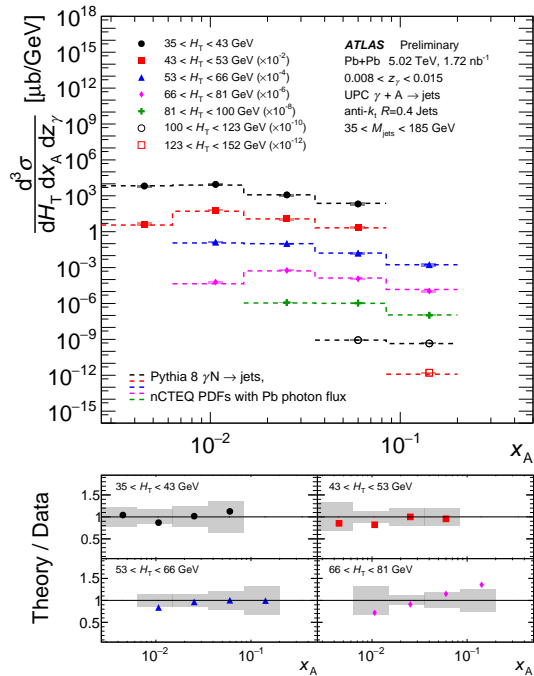 10^18
10^15
10^12
10^9
10^6
10^3
1
10^−3
10^−6
10^−9
10^−12
10^−15
d^3 σ / dH_T dx_A dz_γ [μb/GeV]
35 < H_T < 43 GeV
43 < H_T < 53 GeV (×10^-2)
53 < H_T < 66 GeV (×10^-4)
66 < H_T < 81 GeV (×10^-6)
81 < H_T < 100 GeV (×10^-8)
100 < H_T < 123 GeV (×10^-10)
123 < H_T < 152 GeV (×10^-12)
ATLAS Preliminary
Pb+Pb 5.02 TeV, 1.72 nb^-1
0.008 < z_γ < 0.015
UPC γ + A → jets
anti-k_t R=0.4 Jets
35 < M_jets < 185 GeV
Pythia 8 γN → jets,
nCTEQ PDFs with Pb photon flux
10^−2
10^−1
x_A
Theory / Data
35 < H_T < 43 GeV
43 < H_T < 53 GeV
1.5
1
0.5
53 < H_T < 66 GeV
66 < H_T < 81 GeV
1.5
1
0.5
10^−2
10^−1
10^−2
10^−1
x_A
x_A